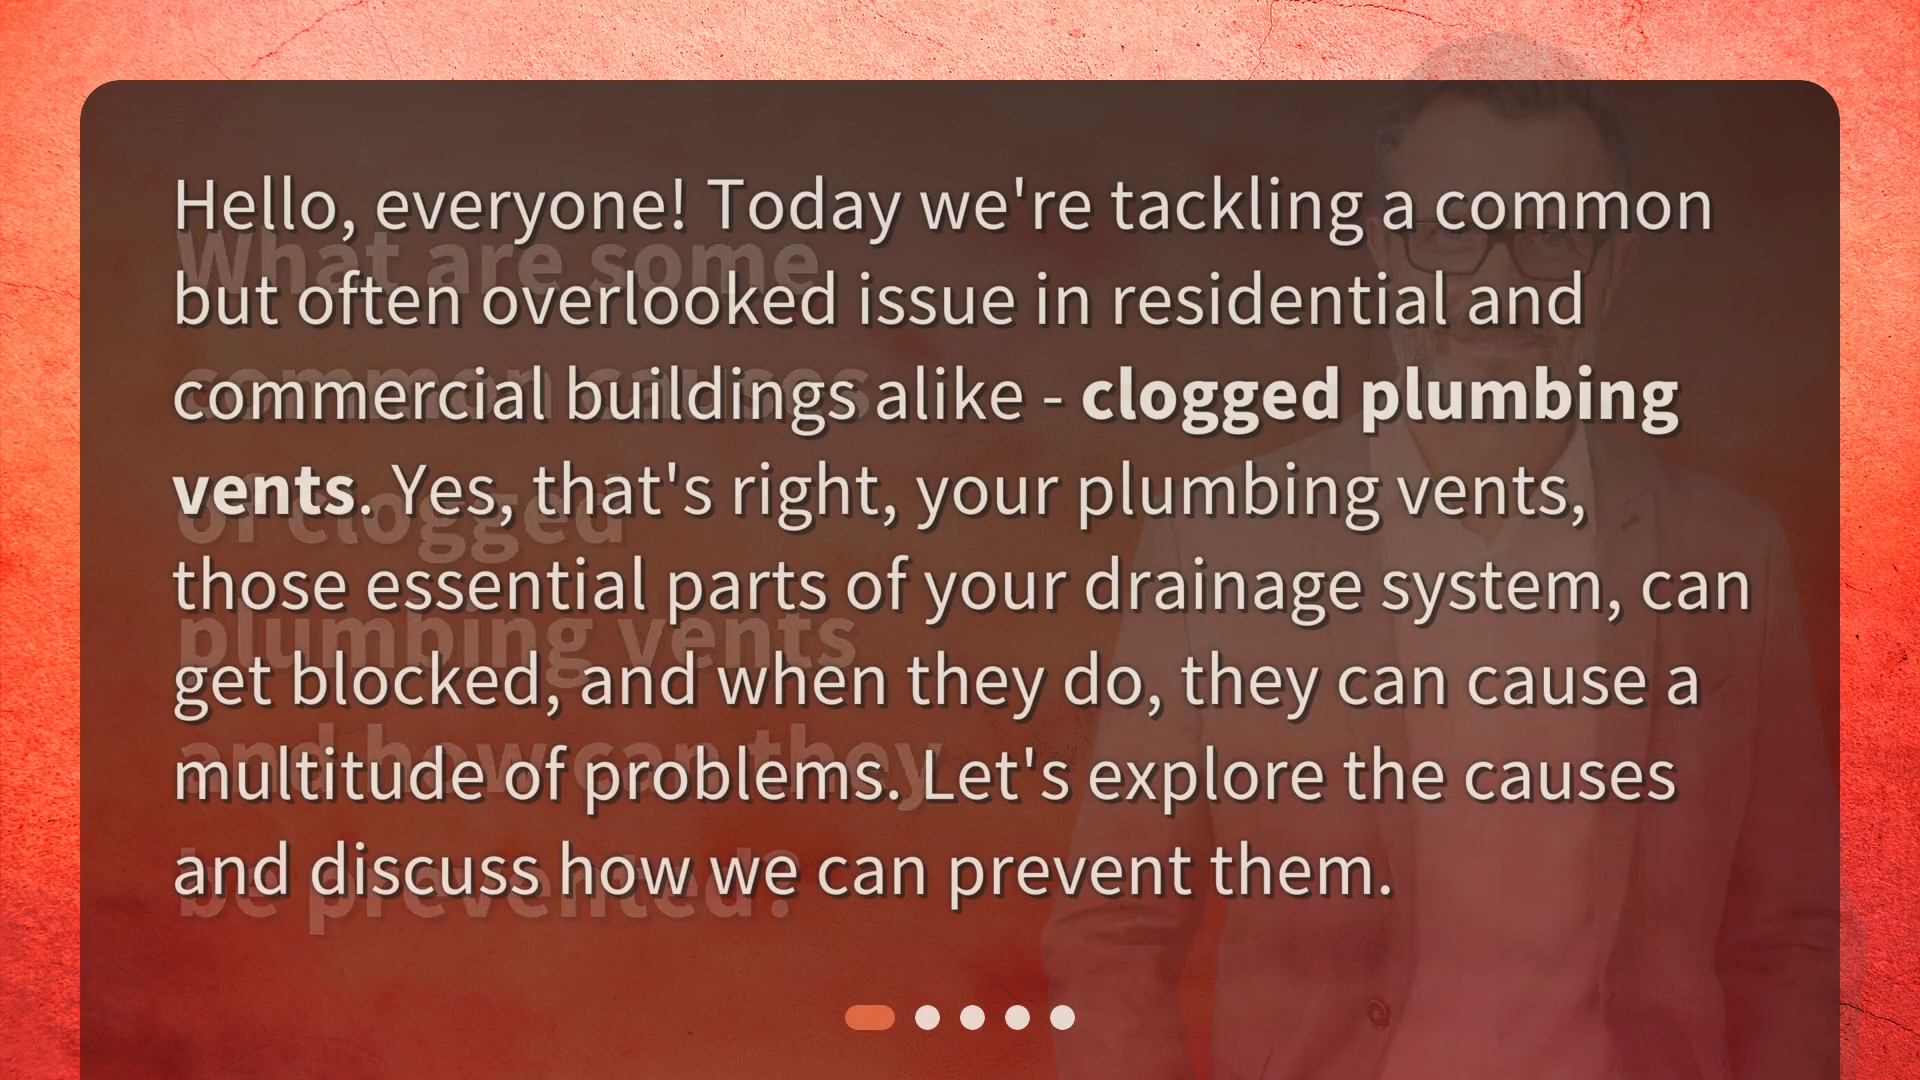 Hello, everyone! Today we're tackling a common
but often overlooked issue in residential and
commercial buildings alike - clogged plumbing
vents. Yes, that's right, your plumbing vents,
those essential parts of your drainage system, can
get blocked, and when they do, they can cause a
multitude of problems. Let's explore the causes
and discuss how we can prevent them.
What are some
common causes
of clogged
plumbing vents
and how can they
be prevented?